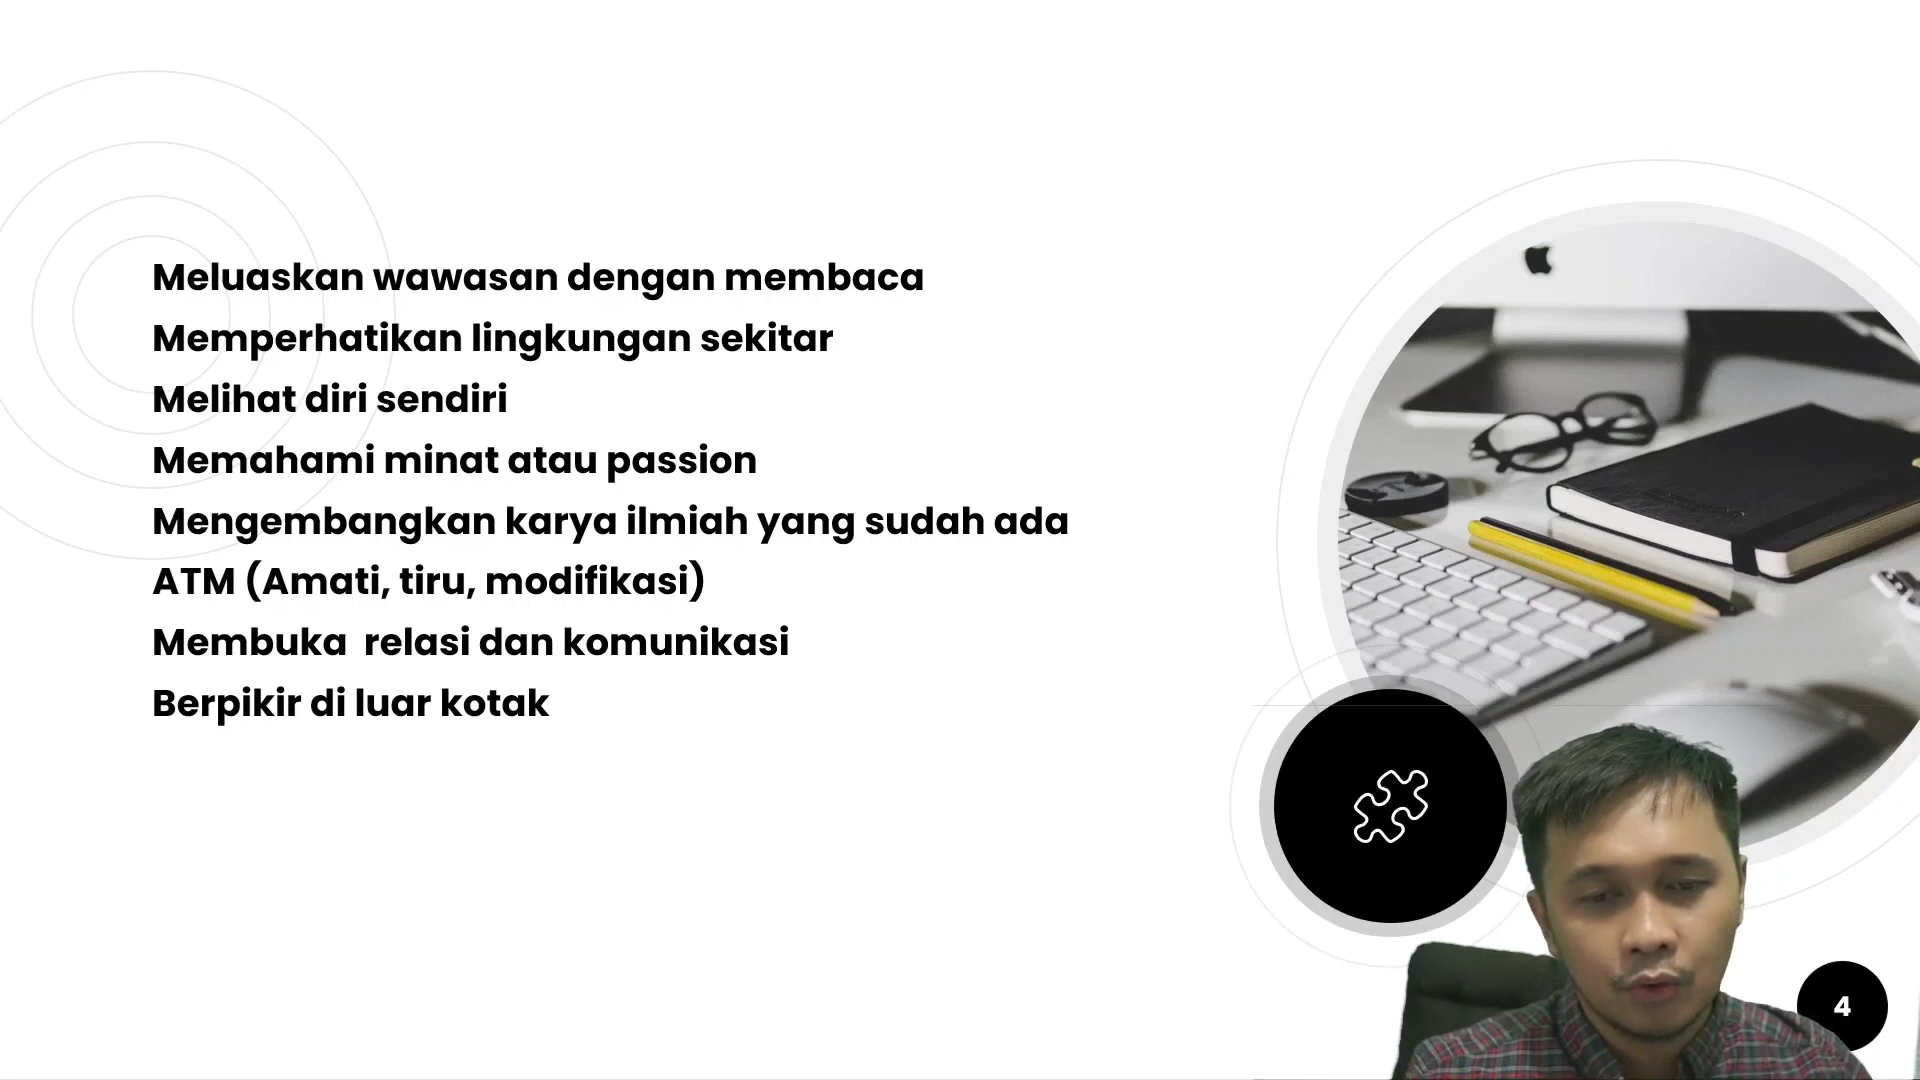 Meluaskan wawasan dengan membaca
Memperhatikan lingkungan sekitar
Melihat diri sendiri
Memahami minat atau passion
Mengembangkan karya ilmiah yang sudah ada
ATM (Amati, tiru, modifikasi)
Membuka  relasi dan komunikasi
Berpikir di luar kotak
4